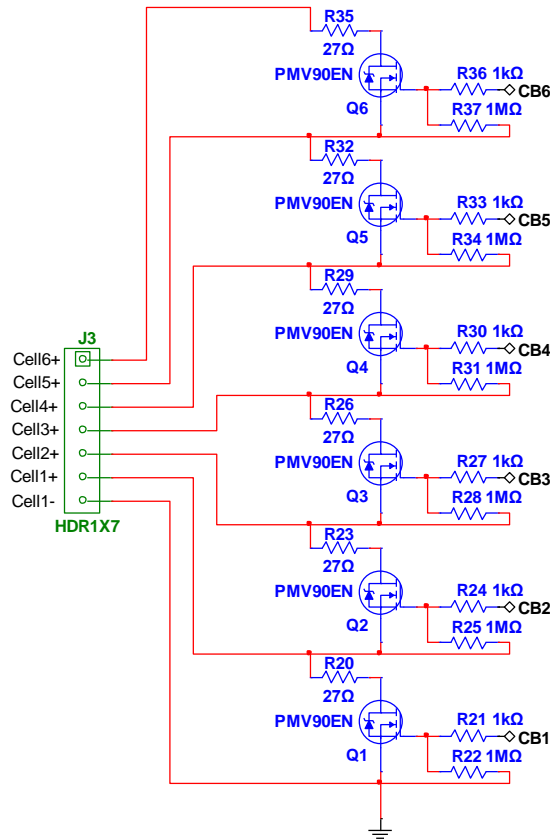 R35
27Ω
PMV90EN
R36 1kΩ
CB6
R37 1MΩ
Q6
R32
27Ω
PMV90EN
R33 1kΩ
CB5
R34 1MΩ
Q5
R29
27Ω
PMV90EN
R30 1kΩ
CB4
R31 1MΩ
Q4
J3
Cell6+
Cell5+
Cell4+
Cell3+
Cell2+
Cell1+
Cell1-
HDR1X7
R26
27Ω
PMV90EN
R27 1kΩ
CB3
R28 1MΩ
Q3
R23
27Ω
PMV90EN
R24 1kΩ
CB2
R25 1MΩ
Q2
R20
27Ω
PMV90EN
R21 1kΩ
CB1
R22 1MΩ
Q1